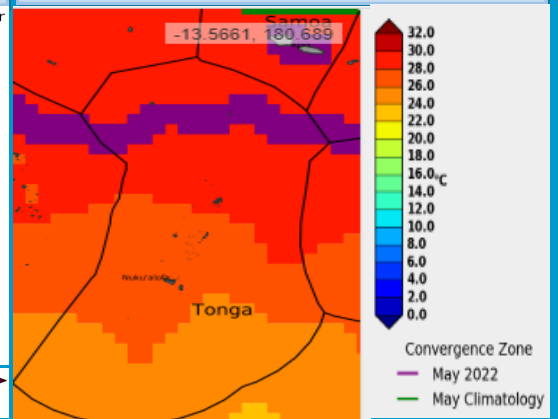 r
Samoa
-13.5661, 180.689
Nuku'alofa
Tonga
32.0
30.0
28.0
26.0
24.0
22.0
20.0
18.0
16.0
14.0
12.0
10.0
8.0
6.0
4.0
2.0
0.0
°C
Convergence Zone
May 2022
May Climatology